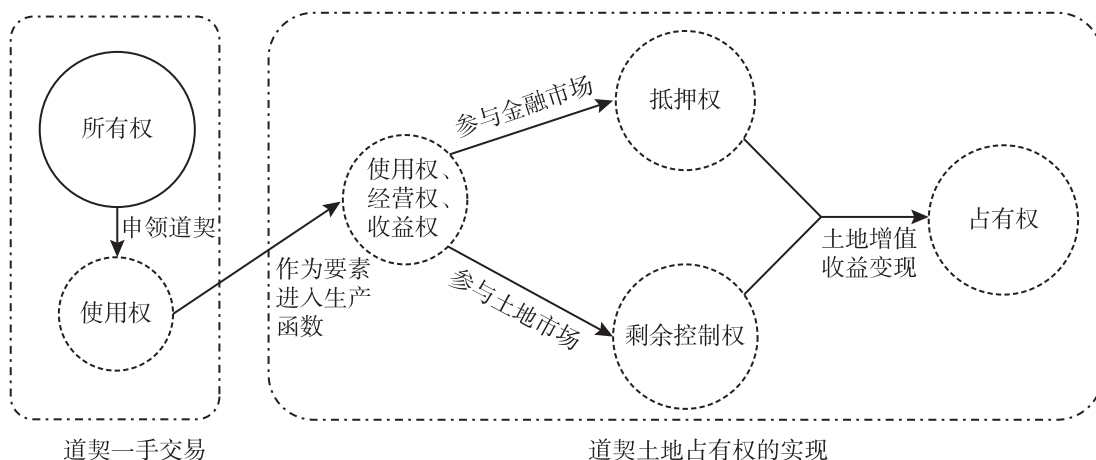 所有权
申领道契
使用权
作为要素
进入生产
函数
使用权、
经营权、
收益权
参与金融市场
抵押权
参与土地市场
剩余控制权
土地增值
收益变现
占有权
道契一手交易
道契土地占有权的实现